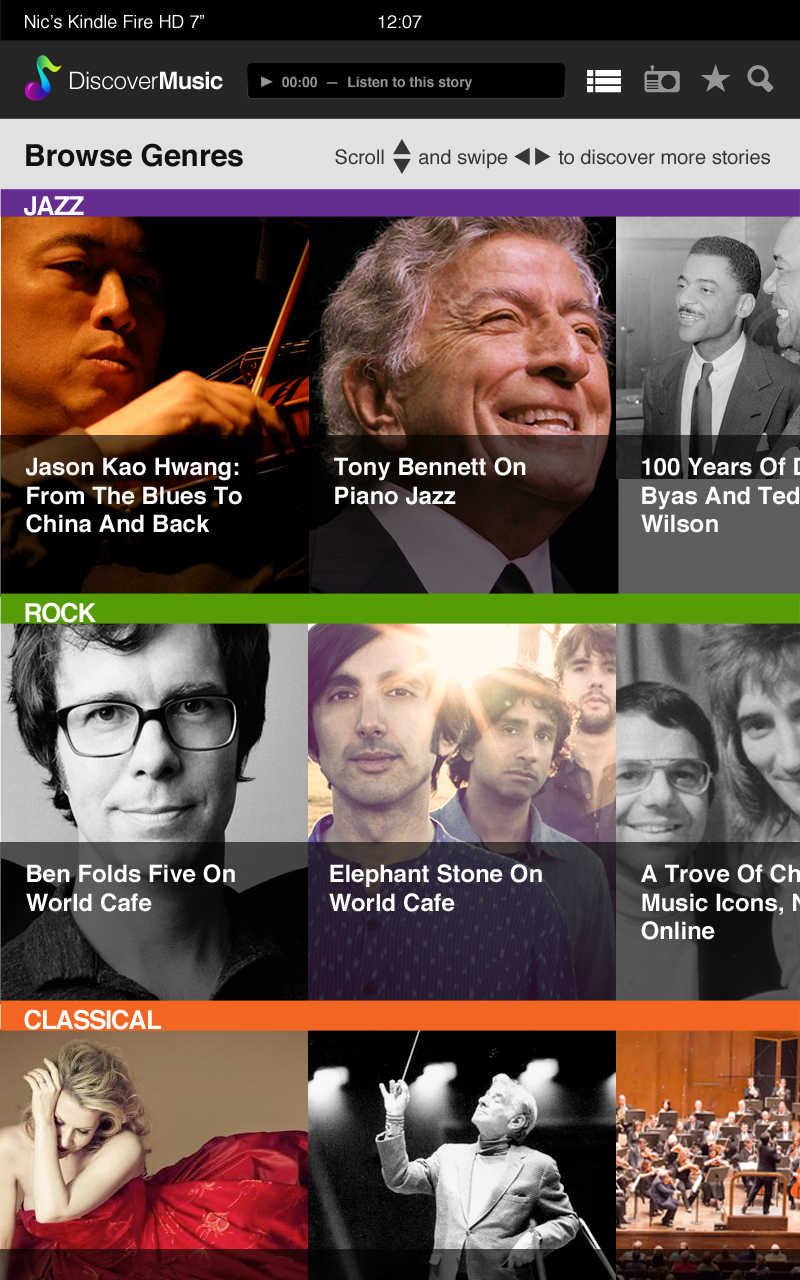 Nic's Kindle Fire HD 7” 12:07
DiscoverMusic 00:00 — Listen to this story
Browse Genres Scroll and swipe to discover more stories
JAZZ
Jason Kao Hwang:
From The Blues To
China And Back
Tony Bennett On
Piano Jazz
100 Years Of D
Byas And Ted
Wilson
ROCK
Ben Folds Five On
World Cafe
Elephant Stone On
World Cafe
A Trove Of Ch
Music Icons, N
Online
CLASSICAL